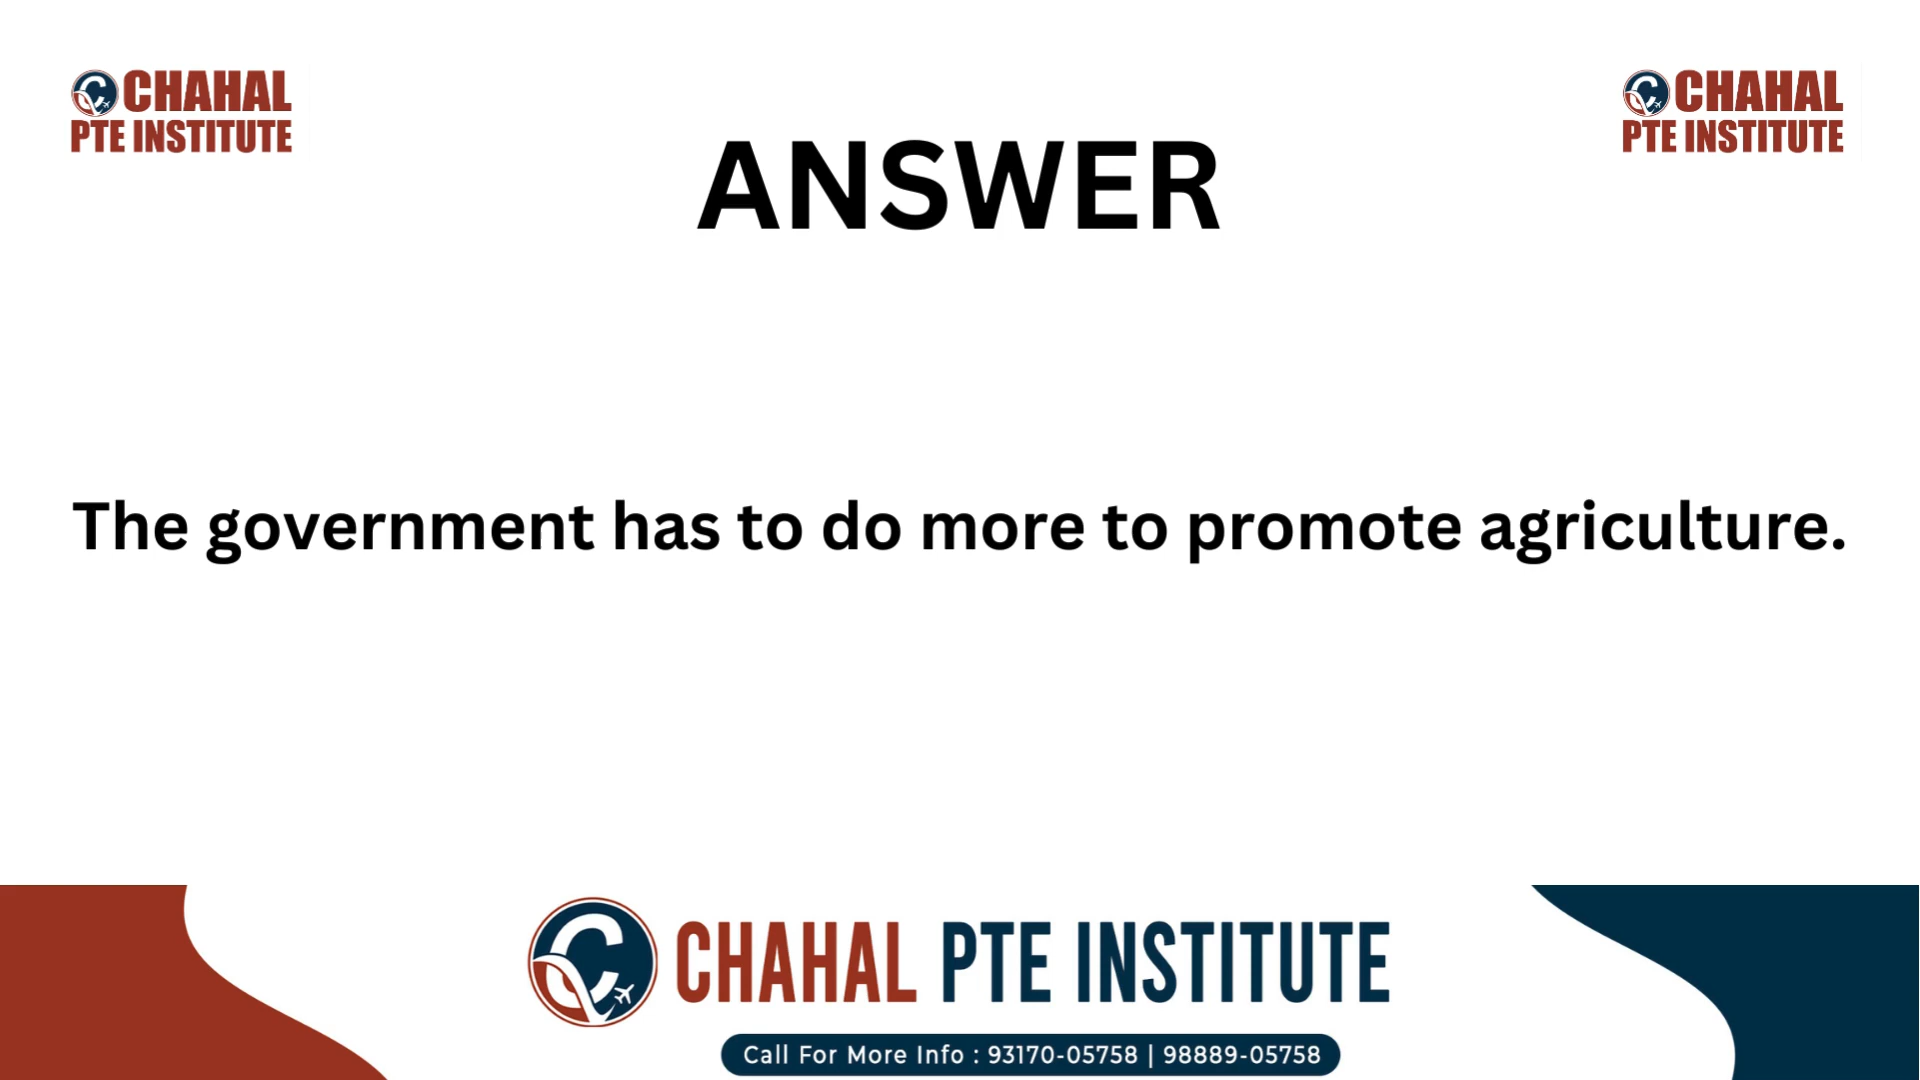 CHAHAL
PTE INSTITUTE
CHAHAL
PTE INSTITUTE
ANSWER
The government has to do more to promote agriculture.
CHAHAL PTE INSTITUTE
Call For More Info : 93170-05758 | 98889-05758